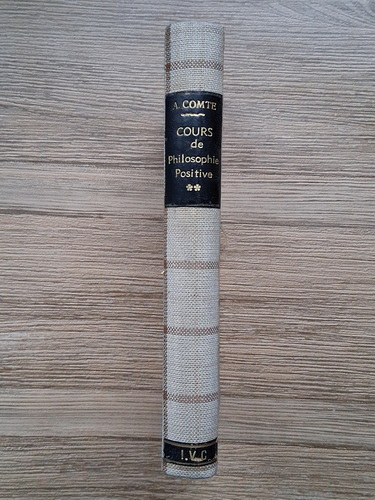 A. COMTE
COURS
de
Philosophie
Positive
**
I.V.C.